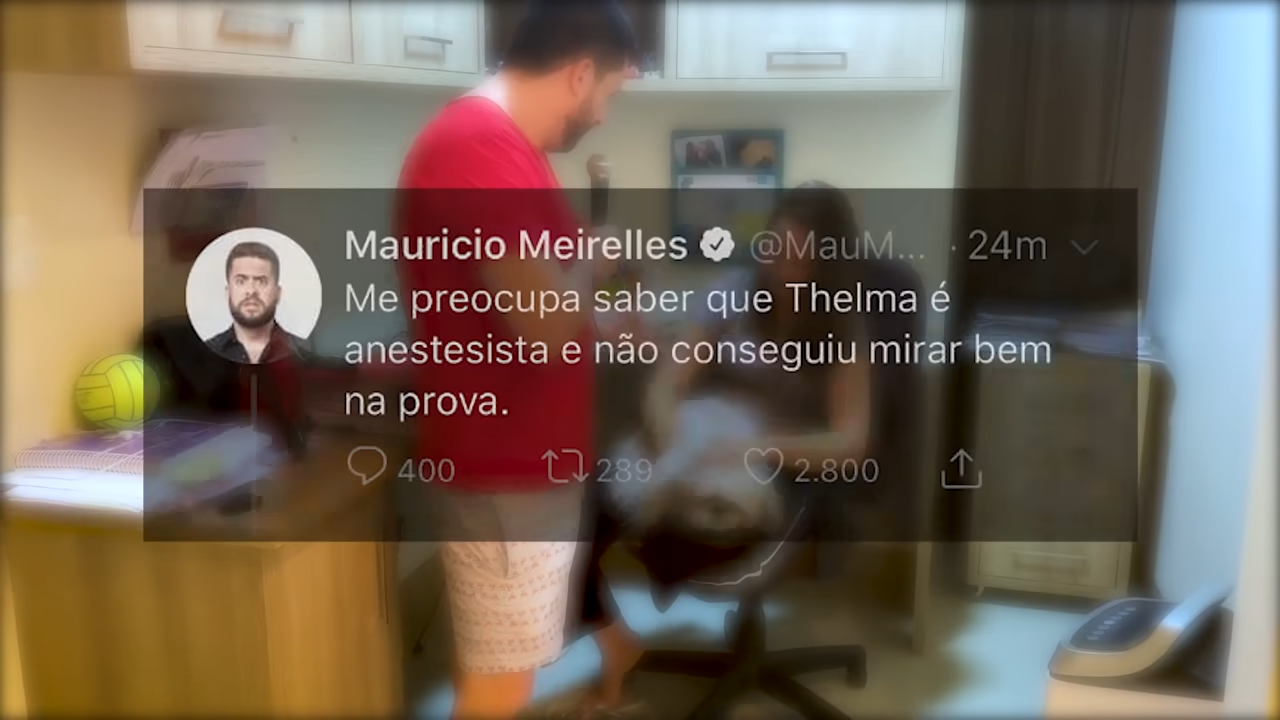 Mauricio Meirelles @MauM... · 24m
Me preocupa saber que Thelma é
anestesista e não conseguiu mirar bem
na prova.
400 289 2.800